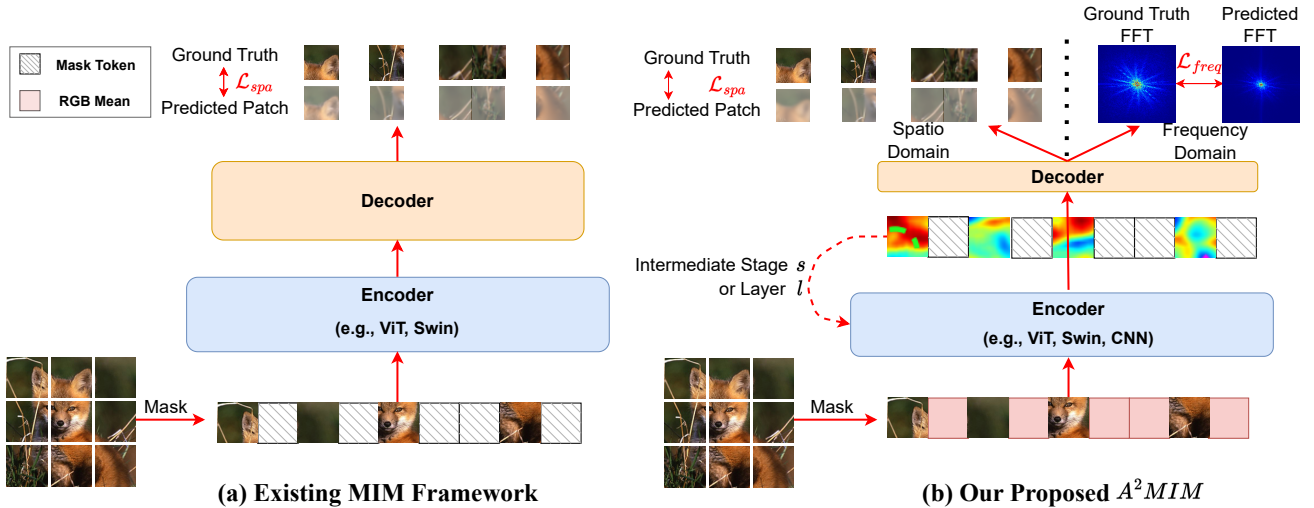 Mask Token
RGB Mean
Ground Truth
ℒspa
Predicted Patch
Decoder
Encoder
(e.g., ViT, Swin)
Mask
(a) Existing MIM Framework
Ground Truth
FFT
Predicted
FFT
Ground Truth
ℒspa
Predicted Patch
ℒfreq
Spatio
Domain
Frequency
Domain
Decoder
Intermediate Stage s
or Layer l
Encoder
(e.g., ViT, Swin, CNN)
Mask
(b) Our Proposed A²MIM